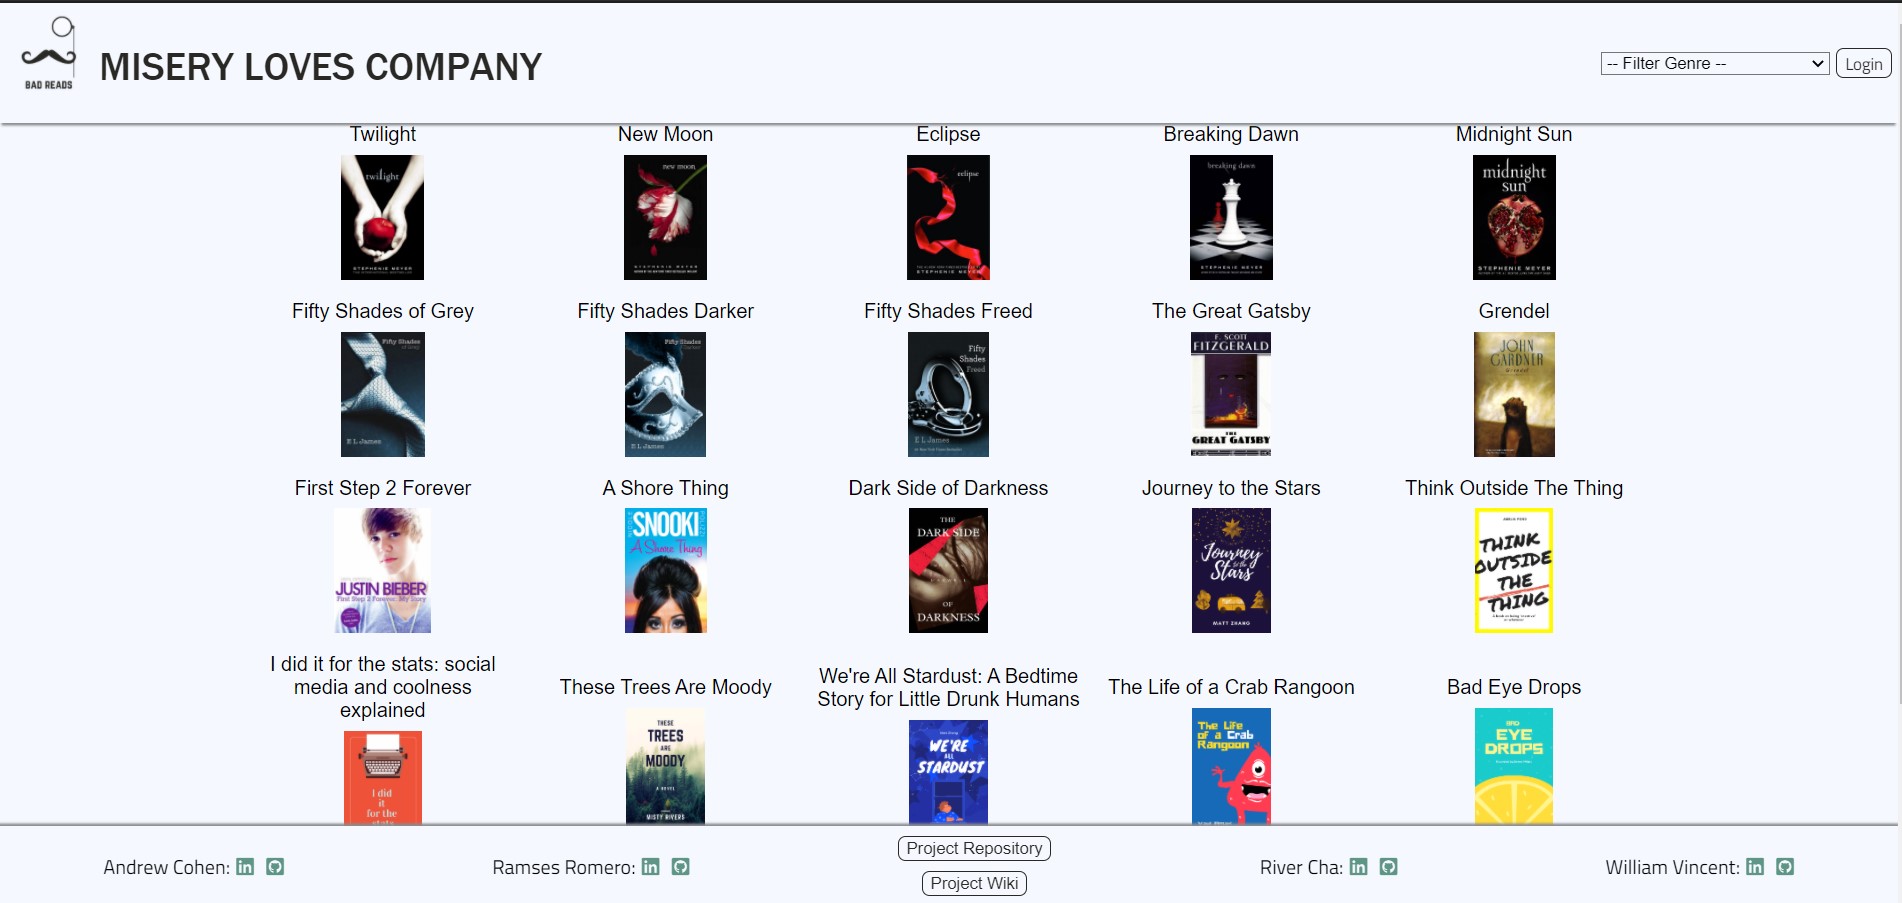 BAD READS
MISERY LOVES COMPANY
-- Filter Genre --
Login
Twilight
New Moon
Eclipse
Breaking Dawn
Midnight Sun
twilight
STEPHENIE MEYER
new moon
STEPHENIE MEYER
eclipse
STEPHENIE MEYER
breaking dawn
STEPHENIE MEYER
midnight
sun
STEPHENIE MEYER
Fifty Shades of Grey
Fifty Shades Darker
Fifty Shades Freed
The Great Gatsby
Grendel
Fifty Shades
of Grey
E L James
Fifty Shades
Darker
E L James
Fifty
Shades
Freed
E L James
F. SCOTT
FITZGERALD
THE
GREAT GATSBY
JOHN
GARDNER
Grendel
First Step 2 Forever
A Shore Thing
Dark Side of Darkness
Journey to the Stars
Think Outside The Thing
JUSTIN BIEBER
First Step 2 Forever: My Story
SNOOKI
A Shore Thing
THE
DARK SIDE
OF
DARKNESS
Journey
to the
Stars
MATT ZHANG
THINK
OUTSIDE
THE
THING
I did it for the stats: social
media and coolness
explained
These Trees Are Moody
We're All Stardust: A Bedtime
Story for Little Drunk Humans
The Life of a Crab Rangoon
Bad Eye Drops
I did
it
for the
stats
THESE
TREES
ARE
MOODY
A NOVEL
MISTY RIVERS
WE'RE
ALL
STARDUST
The Life
of a Crab
Rangoon
BAD
EYE
DROPS
Andrew Cohen:
Ramses Romero:
Project Repository
Project Wiki
River Cha:
William Vincent: